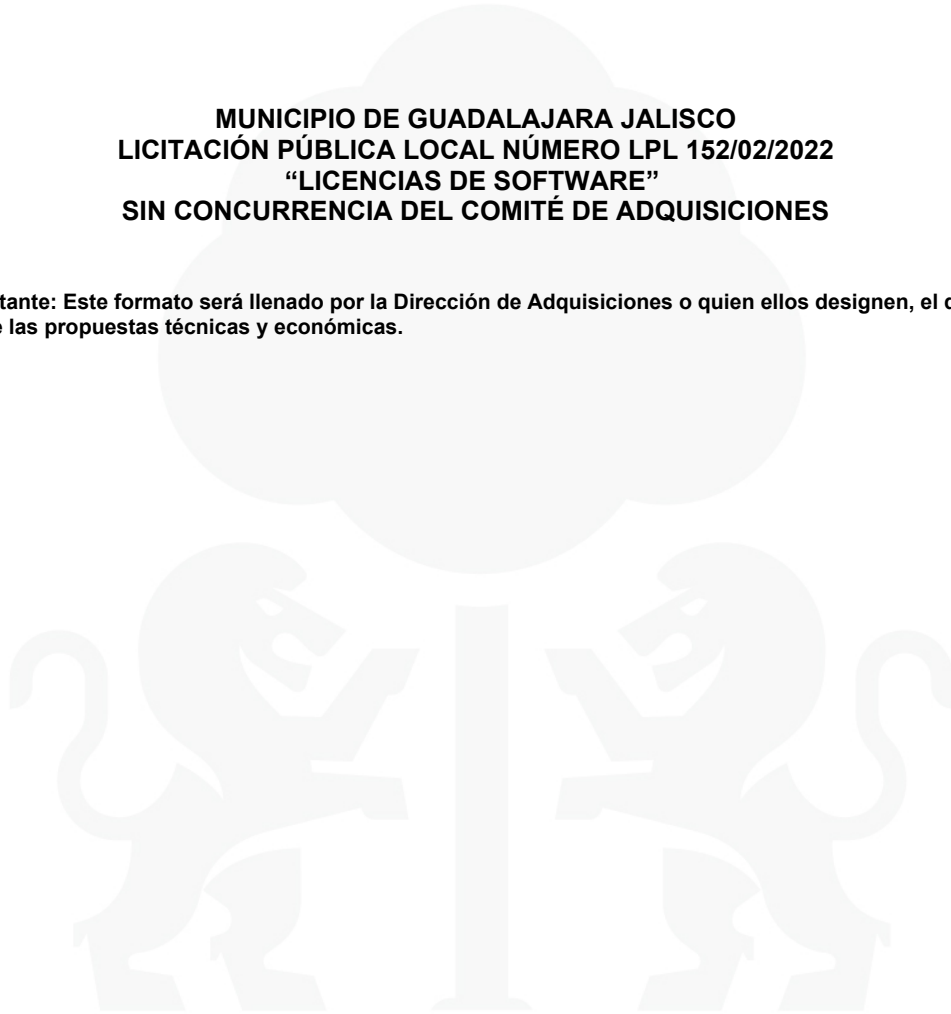 MUNICIPIO DE GUADALAJARA JALISCO
LICITACIÓN PÚBLICA LOCAL NÚMERO LPL 152/02/2022
“LICENCIAS DE SOFTWARE”
SIN CONCURRENCIA DEL COMITÉ DE ADQUISICIONES
tante: Este formato será llenado por la Dirección de Adquisiciones o quien ellos designen, el
las propuestas técnicas y económicas.